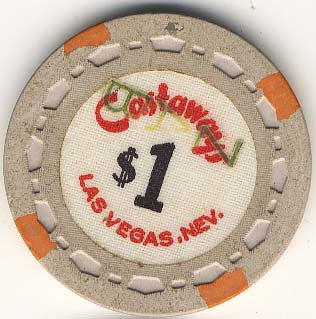 Castaways
$1
LAS VEGAS, NEV.